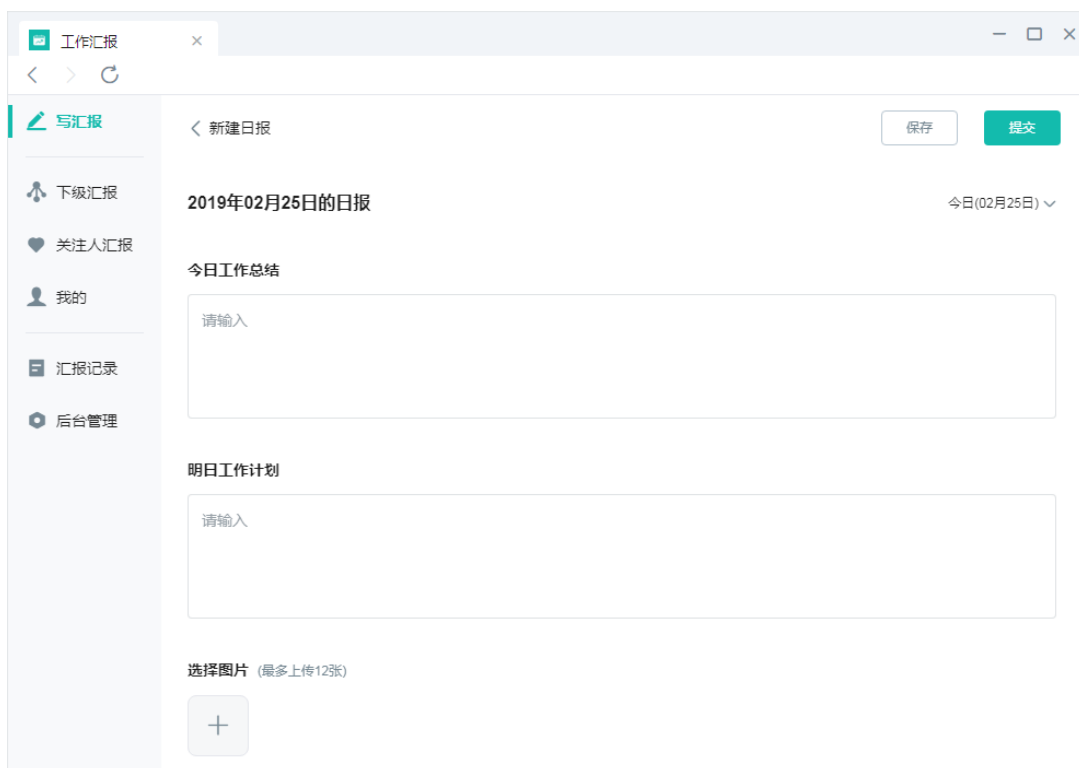 工作汇报
写汇报
新建日报
保存
提交
下级汇报
2019年02月25日的日报
今日(02月25日)
关注人汇报
今日工作总结
我的
请输入
汇报记录
后台管理
明日工作计划
请输入
选择图片 (最多上传12张)